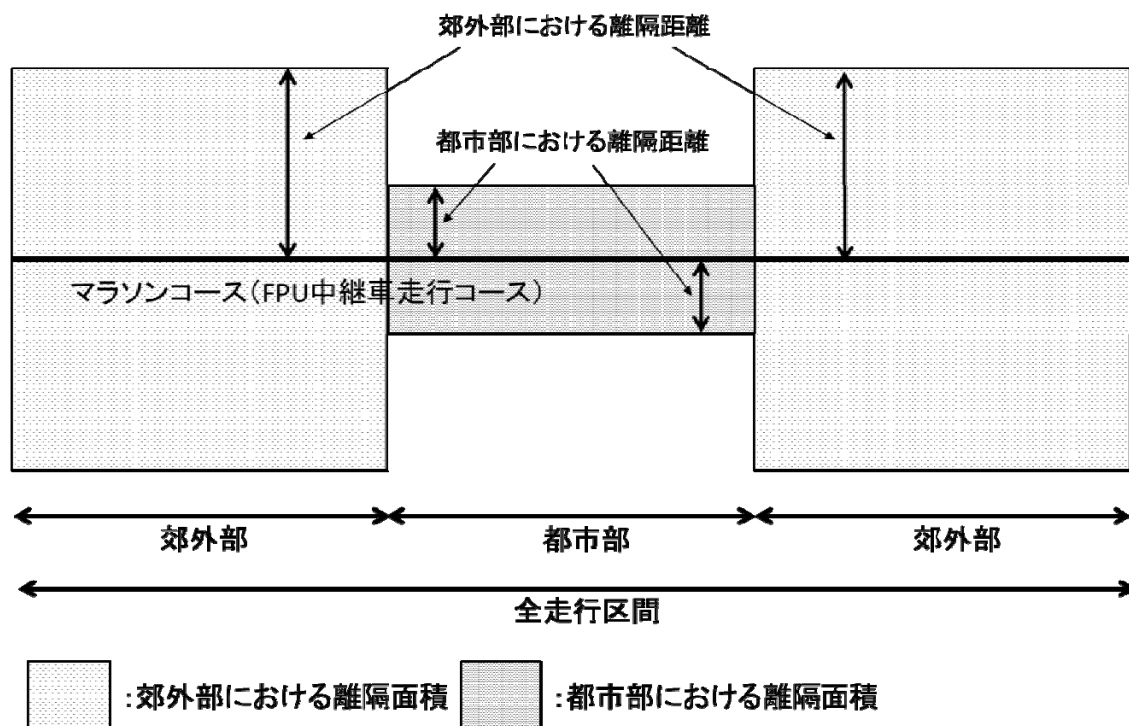 郊外部における離隔距離
都市部における離隔距離
マラソンコース（FPU中継車走行コース）
郊外部
都市部
郊外部
全走行区間
：郊外部における離隔面積
：都市部における離隔面積